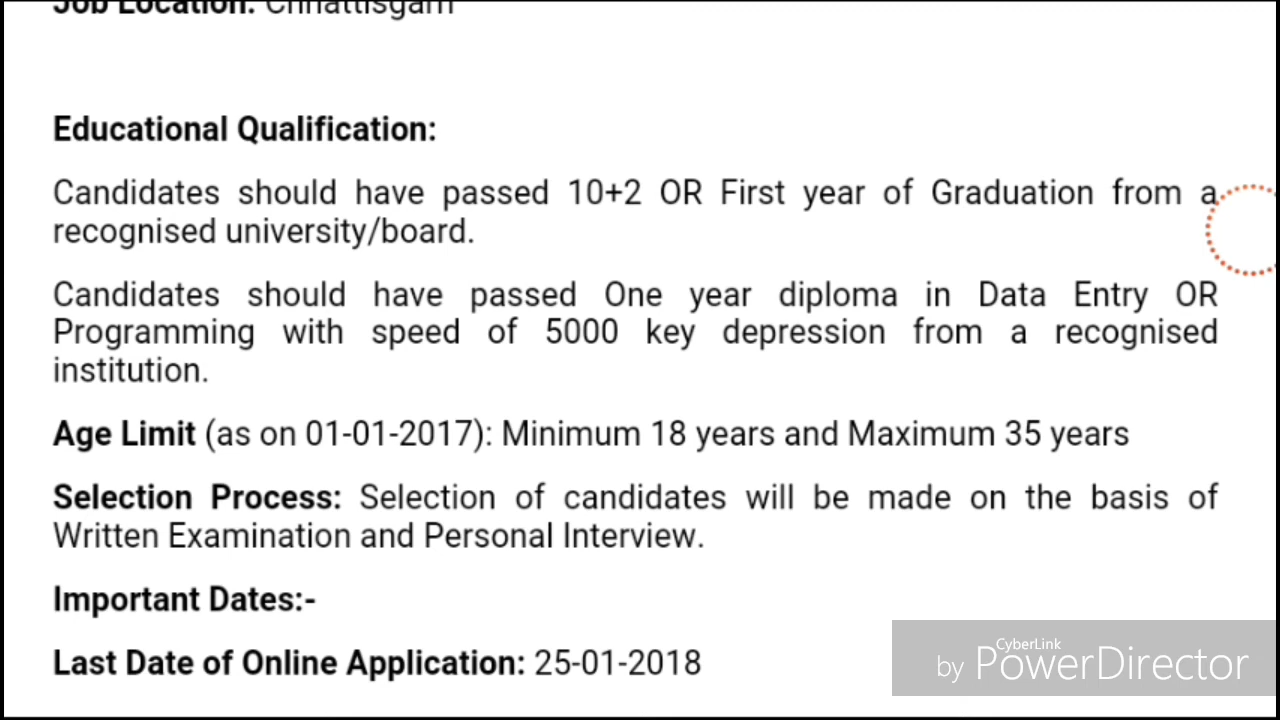 Job Location: Chhattisgarh
Educational Qualification:
Candidates should have passed 10+2 OR First year of Graduation from a
recognised university/board.
Candidates should have passed One year diploma in Data Entry OR
Programming with speed of 5000 key depression from a recognised
institution.
Age Limit (as on 01-01-2017): Minimum 18 years and Maximum 35 years
Selection Process: Selection of candidates will be made on the basis of
Written Examination and Personal Interview.
Important Dates:-
Last Date of Online Application: 25-01-2018
CyberLink
by PowerDirector